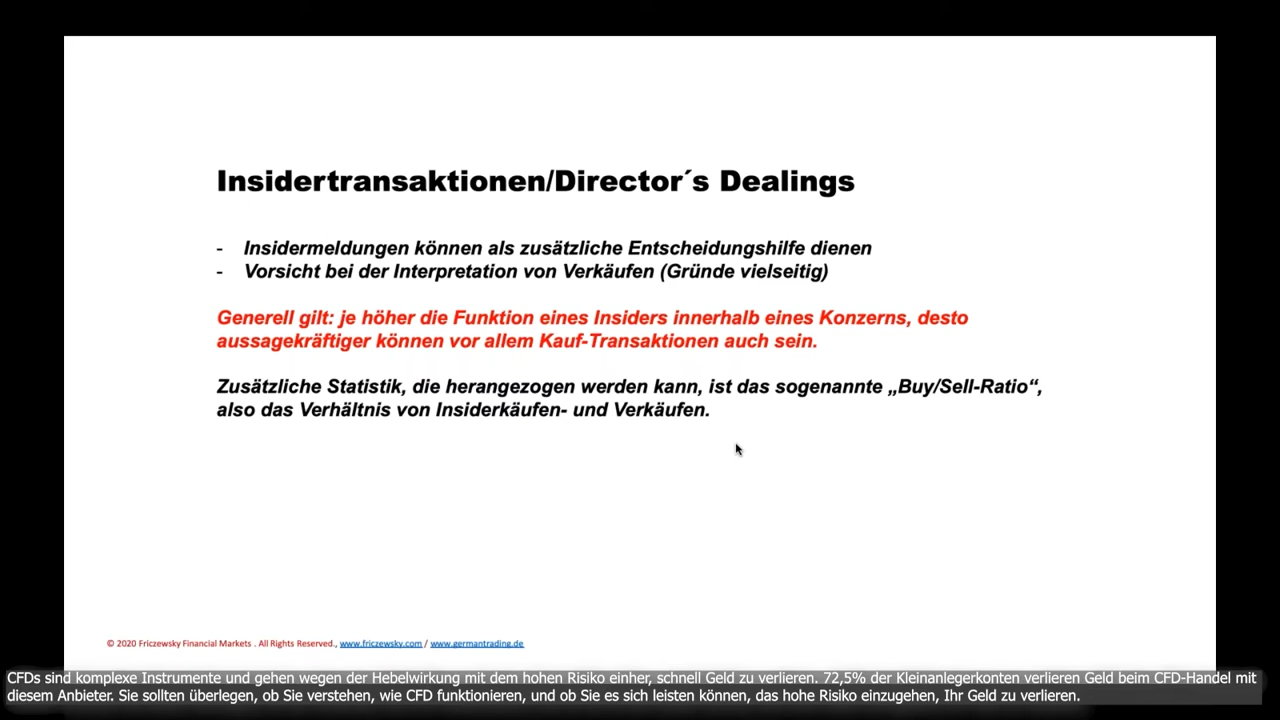 Insidertransaktionen/Director´s Dealings
- Insidermeldungen können als zusätzliche Entscheidungshilfe dienen
- Vorsicht bei der Interpretation von Verkäufen (Gründe vielseitig)
Generell gilt: je höher die Funktion eines Insiders innerhalb eines Konzerns, desto
aussagekräftiger können vor allem Kauf-Transaktionen auch sein.
Zusätzliche Statistik, die herangezogen werden kann, ist das sogenannte „Buy/Sell-Ratio“,
also das Verhältnis von Insiderkäufen- und Verkäufen.
© 2020 Friczewsky Financial Markets . All Rights Reserved., www.friczewsky.com / www.germantrading.de
CFDs sind komplexe Instrumente und gehen wegen der Hebelwirkung mit dem hohen Risiko einher, schnell Geld zu verlieren. 72,5% der Kleinanlegerkonten verlieren Geld beim CFD-Handel mit
diesem Anbieter. Sie sollten überlegen, ob Sie verstehen, wie CFD funktionieren, und ob Sie es sich leisten können, das hohe Risiko einzugehen, Ihr Geld zu verlieren.